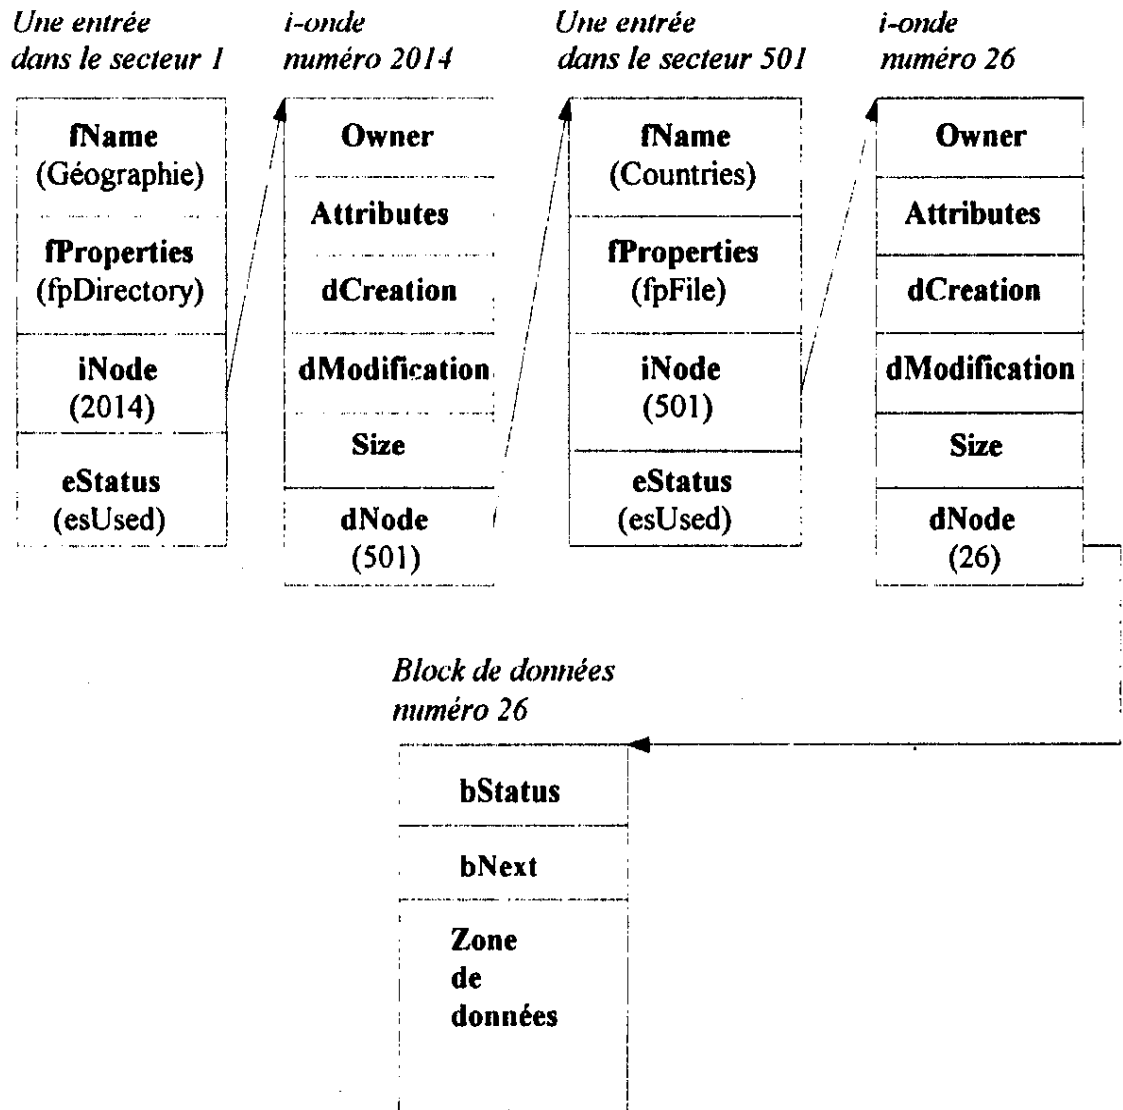 Une entrée
dans le secteur 1
i-onde
numéro 2014
Une entrée
dans le secteur 501
i-onde
numéro 26
fName
(Géographie)
fProperties
(fpDirectory)
iNode
(2014)
eStatus
(esUsed)
Owner
Attributes
dCreation
dModification
Size
dNode
(501)
fName
(Countries)
fProperties
(fpFile)
iNode
(501)
eStatus
(esUsed)
Owner
Attributes
dCreation
dModification
Size
dNode
(26)
Block de données
numéro 26
bStatus
bNext
Zone
de
données